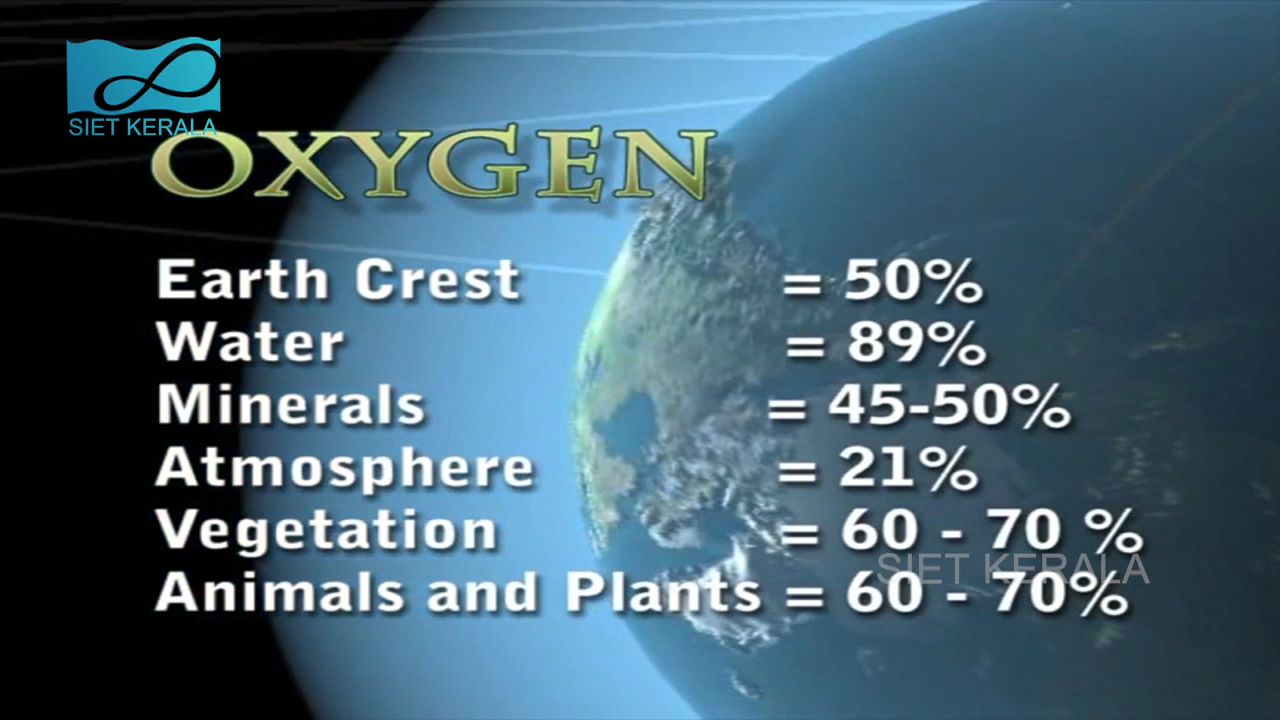 SIET KERALA
OXYGEN
Earth Crest = 50%
Water = 89%
Minerals = 45-50%
Atmosphere = 21%
Vegetation = 60 - 70 %
SIET KERALA
Animals and Plants = 60 - 70%